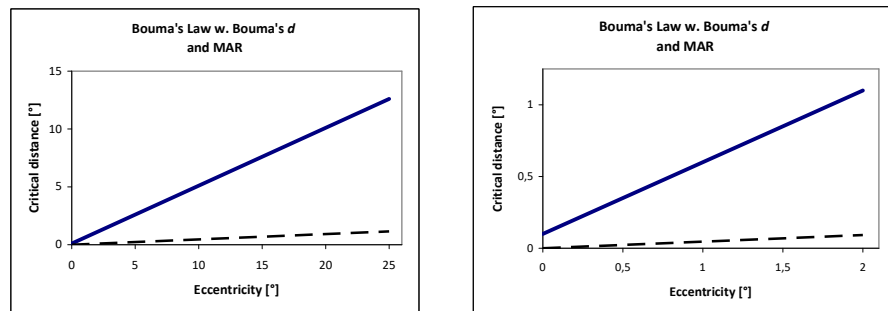 Bouma's Law w. Bouma's d
and MAR
15
10
5
0
0 5 10 15 20 25
Critical distance [°]
Eccentricity [°]
Bouma's Law w. Bouma's d
and MAR
1
0,5
0
0 0,5 1 1,5 2
Critical distance [°]
Eccentricity [°]